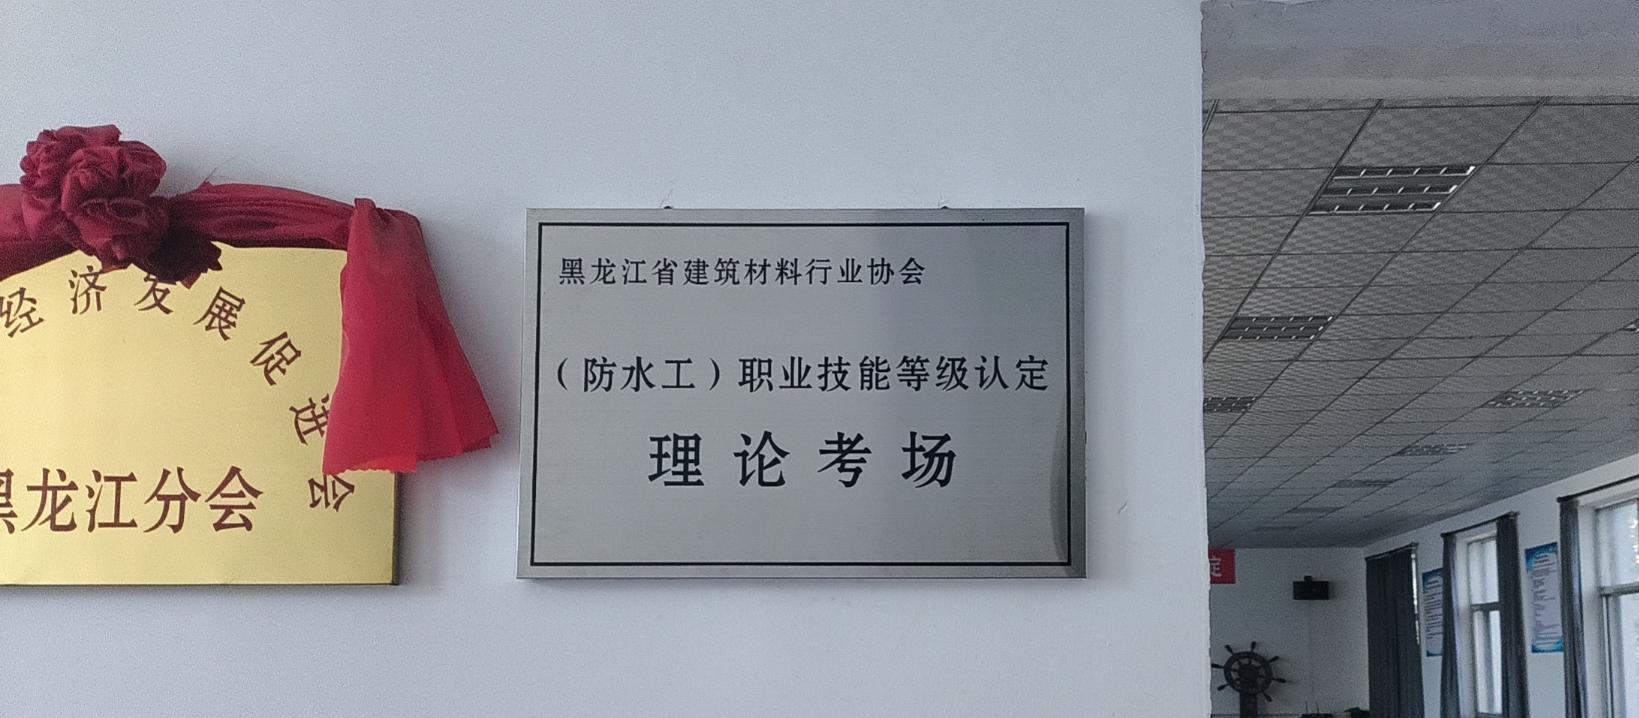 经济发展促进会
黑龙江分会
黑龙江省建筑材料行业协会
（防水工）职业技能等级认定
理论考场
定